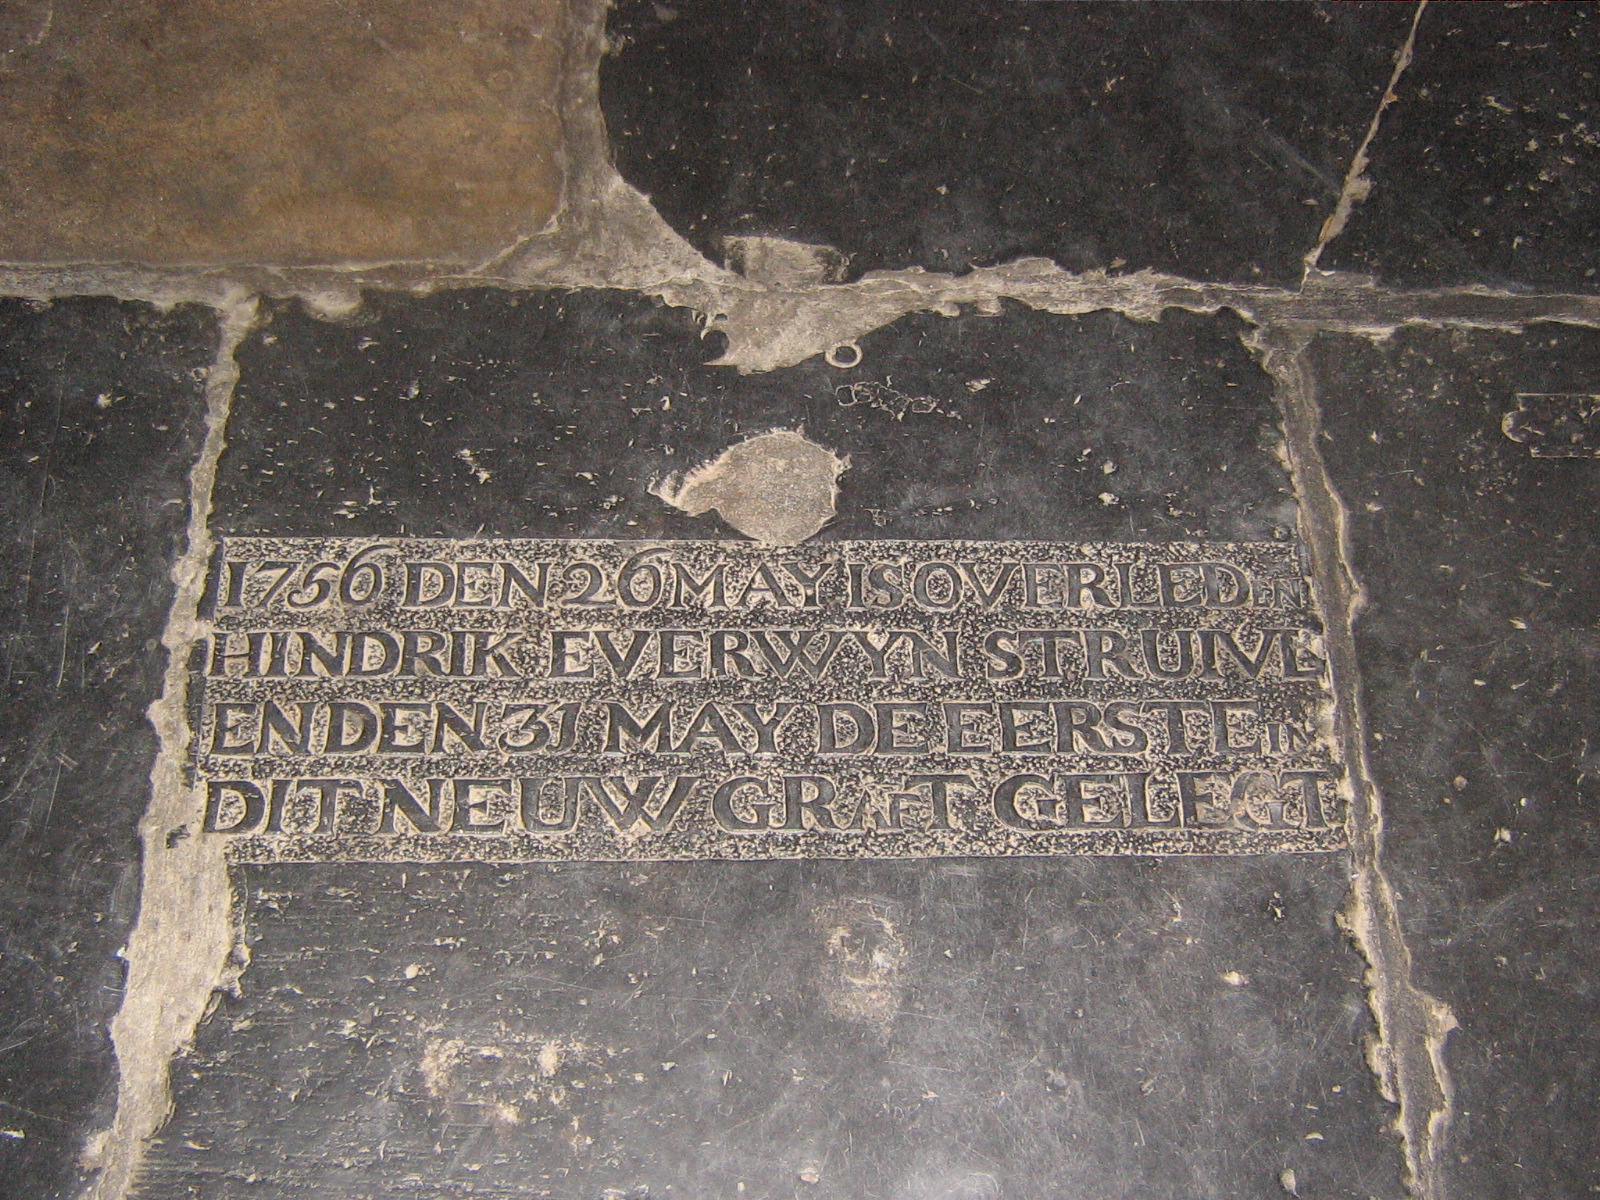 1756 DEN 26 MAY IS OVERLEDEN
HINDRIK EVERWYN STRUIVE
EN DEN 31 MAY DE EERSTE IN
DIT NEUW GRAFT GELEGT